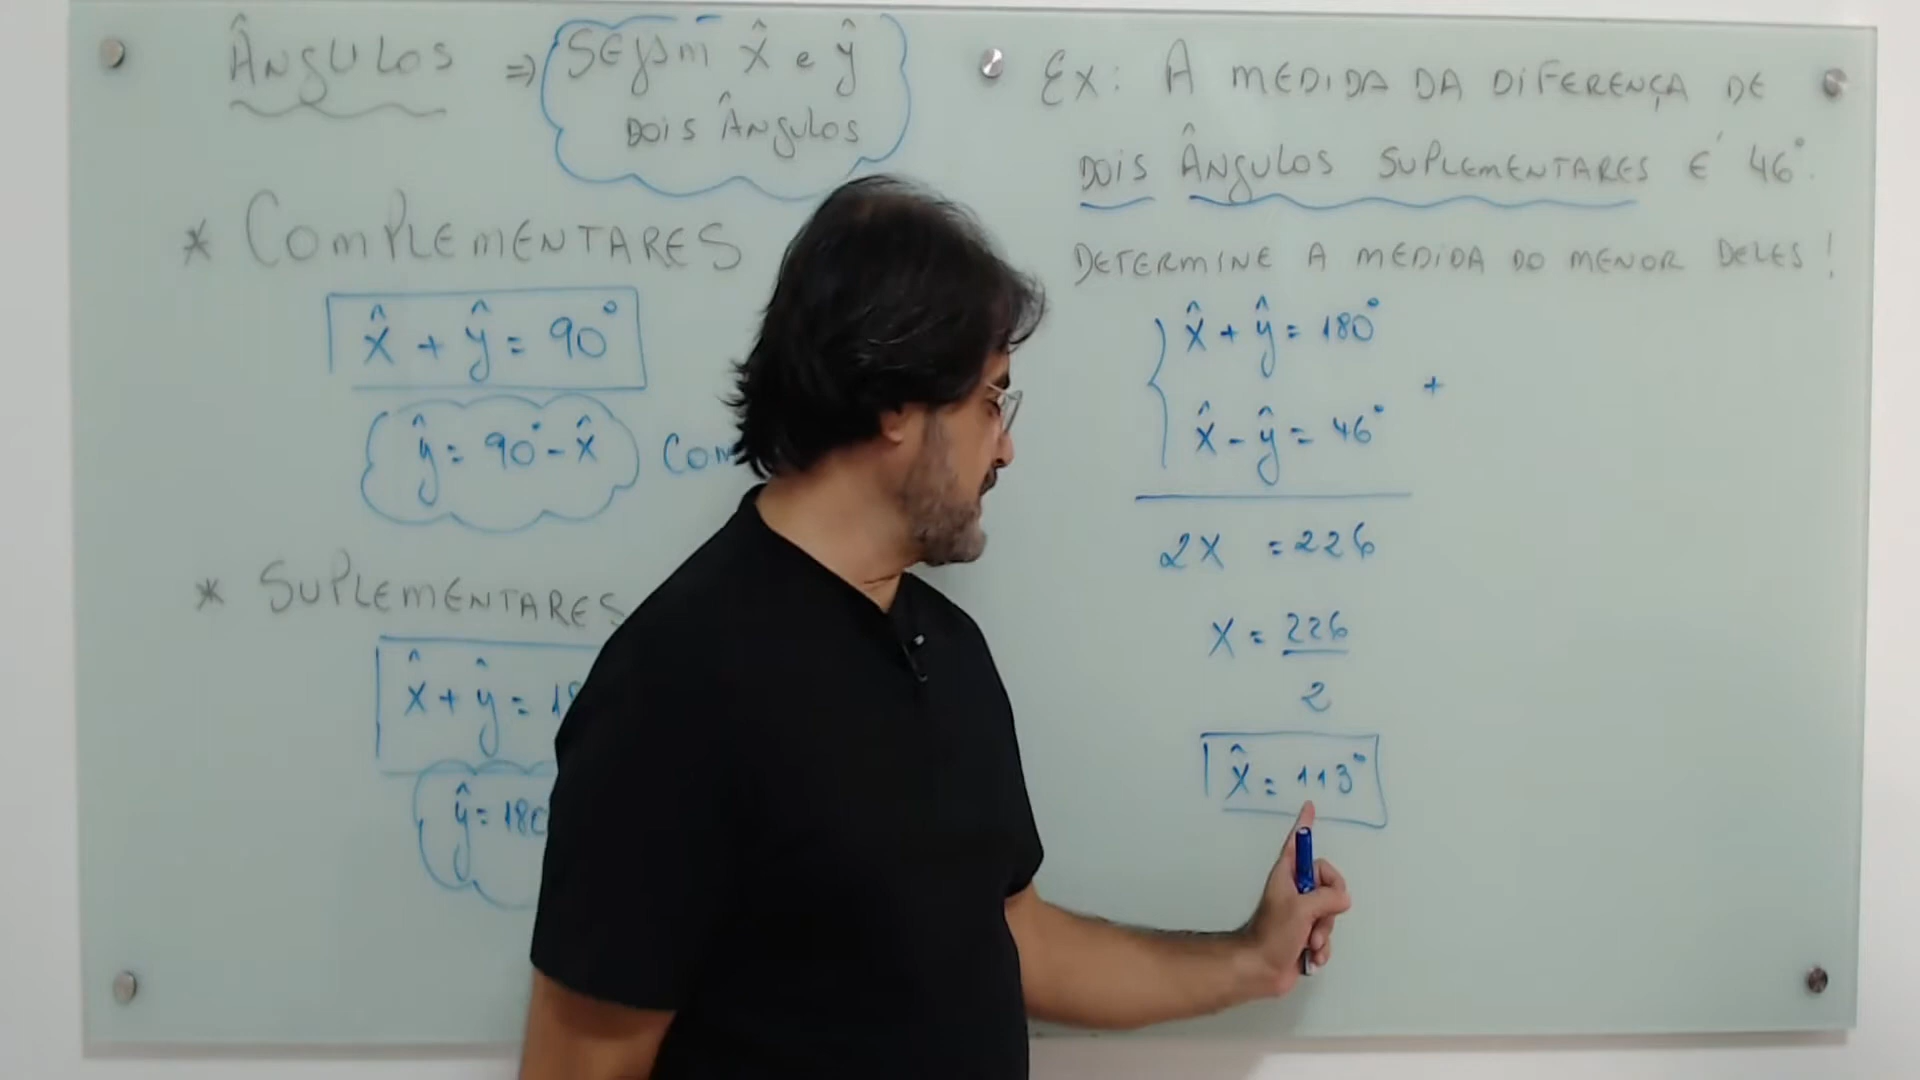 Ângulos => SEJAM x̂ e ŷ
DOIS ÂNGULOS
* COMPLEMENTARES
x̂ + ŷ = 90°
ŷ = 90° - x̂
* SUPLEMENTARES
x̂ + ŷ =
ŷ = 180
EX: A MEDIDA DA DIFERENÇA DE
DOIS ÂNGULOS SUPLEMENTARES É 46°.
DETERMINE A MEDIDA DO MENOR DELES!
x̂ + ŷ = 180°
+
x̂ - ŷ = 46°
2x = 226
x = 226
2
x̂ = 113°